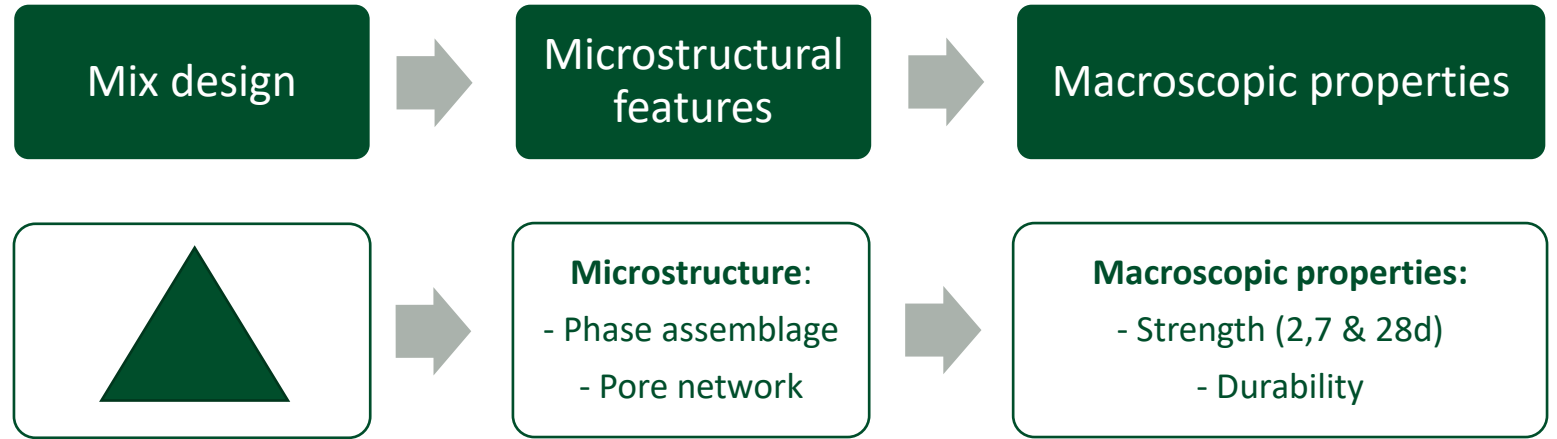 Mix design
Microstructural
features
Macroscopic properties
Microstructure:
- Phase assemblage
- Pore network
Macroscopic properties:
- Strength (2,7 & 28d)
- Durability